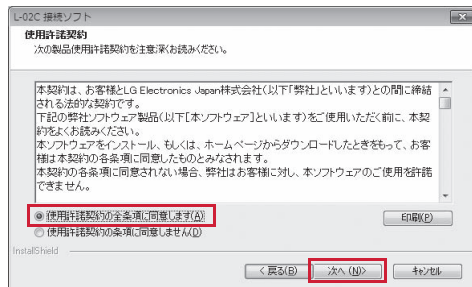 L-02C 接続ソフト
使用許諾契約
次の製品使用許諾契約を注意深くお読みください。
本契約は、お客様とLG Electronics Japan株式会社(以下「弊社」といいます)との間に締結
される法的な契約です。
下記の弊社ソフトウェア製品(以下[本ソフトウェア]といいます)をご使用いただく前に、本契
約をよくお読みください。
本ソフトウェアをインストール、もしくは、ホームページからダウンロードしたときをもって、お客
様は本契約の各条項に同意したものとみなされます。
本契約の各条項に同意されない場合、弊社はお客様に対し、本ソフトウェアのご使用を許諾
できません。
使用許諾契約の全条項に同意します(A)
印刷(P)
使用許諾契約の条項に同意しません(D)
InstallShield
< 戻る(B)
次へ (N)>
キャンセル